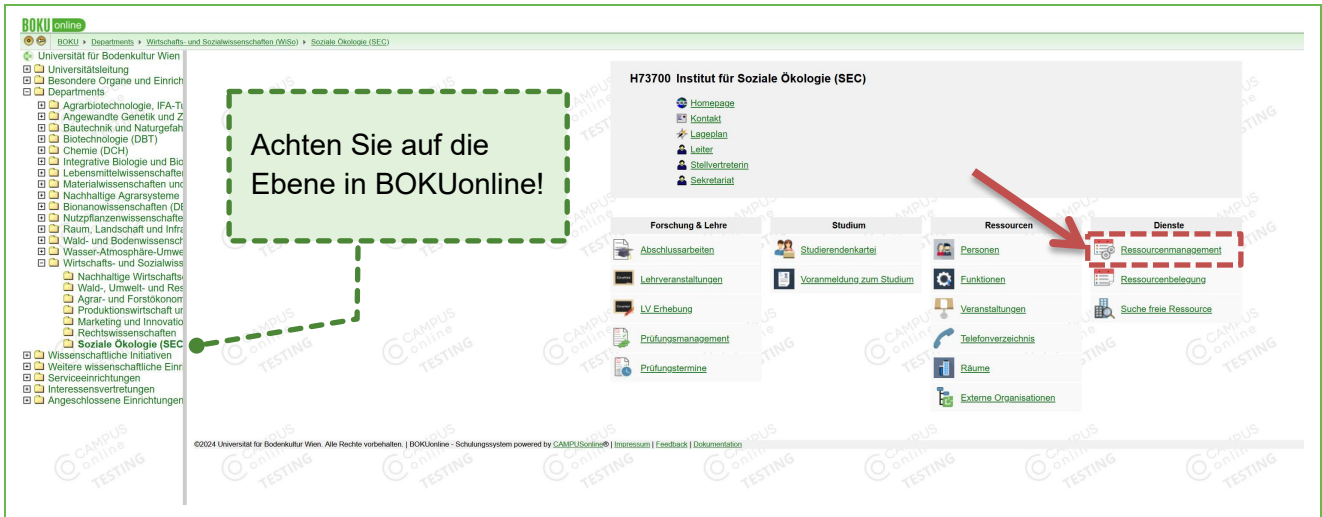 BOKU online
BOKU ▸ Departments ▸ Wirtschafts- und Sozialwissenschaften (WiSo) ▸ Soziale Ökologie (SEC)
Universität für Bodenkultur Wien
Universitätsleitung
Besondere Organe und Einrich
Departments
Agrarbiotechnologie, IFA-Tu
Angewandte Genetik und Z
Bautechnik und Naturgefah
Biotechnologie (DBT)
Chemie (DCH)
Integrative Biologie und Bio
Lebensmittelwissenschafte
Materialwissenschaften und
Nachhaltige Agrarsysteme
Bionanowissenschaften (DB
Nutzpflanzenwissenschafte
Raum, Landschaft und Infra
Wald- und Bodenwissensch
Wasser-Atmosphäre-Umwe
Wirtschafts- und Sozialwiss
Nachhaltige Wirtschafts
Wald-, Umwelt- und Res
Agrar- und Forstökonom
Produktionswirtschaft un
Marketing und Innovatio
Rechtswissenschaften
Soziale Ökologie (SEC
Wissenschaftliche Initiativen
Weitere wissenschaftliche Einri
Serviceeinrichtungen
Interessensvertretungen
Angeschlossene Einrichtungen
Achten Sie auf die
Ebene in BOKUonline!
H73700 Institut für Soziale Ökologie (SEC)
Homepage
Kontakt
Lageplan
Leiter
Stellvertreterin
Sekretariat
Forschung & Lehre
Abschlussarbeiten
Lehrveranstaltungen
LV Erhebung
Prüfungsmanagement
Prüfungstermine
Studium
Studierendenkartei
Voranmeldung zum Studium
Ressourcen
Personen
Funktionen
Veranstaltungen
Telefonverzeichnis
Räume
Externe Organisationen
Dienste
Ressourcenmanagement
Ressourcenbelegung
Suche freie Ressource
©2024 Universität für Bodenkultur Wien. Alle Rechte vorbehalten. | BOKUonline - Schulungssystem powered by CAMPUSonline® | Impressum | Feedback | Dokumentation
CAMPUS
online
TESTING